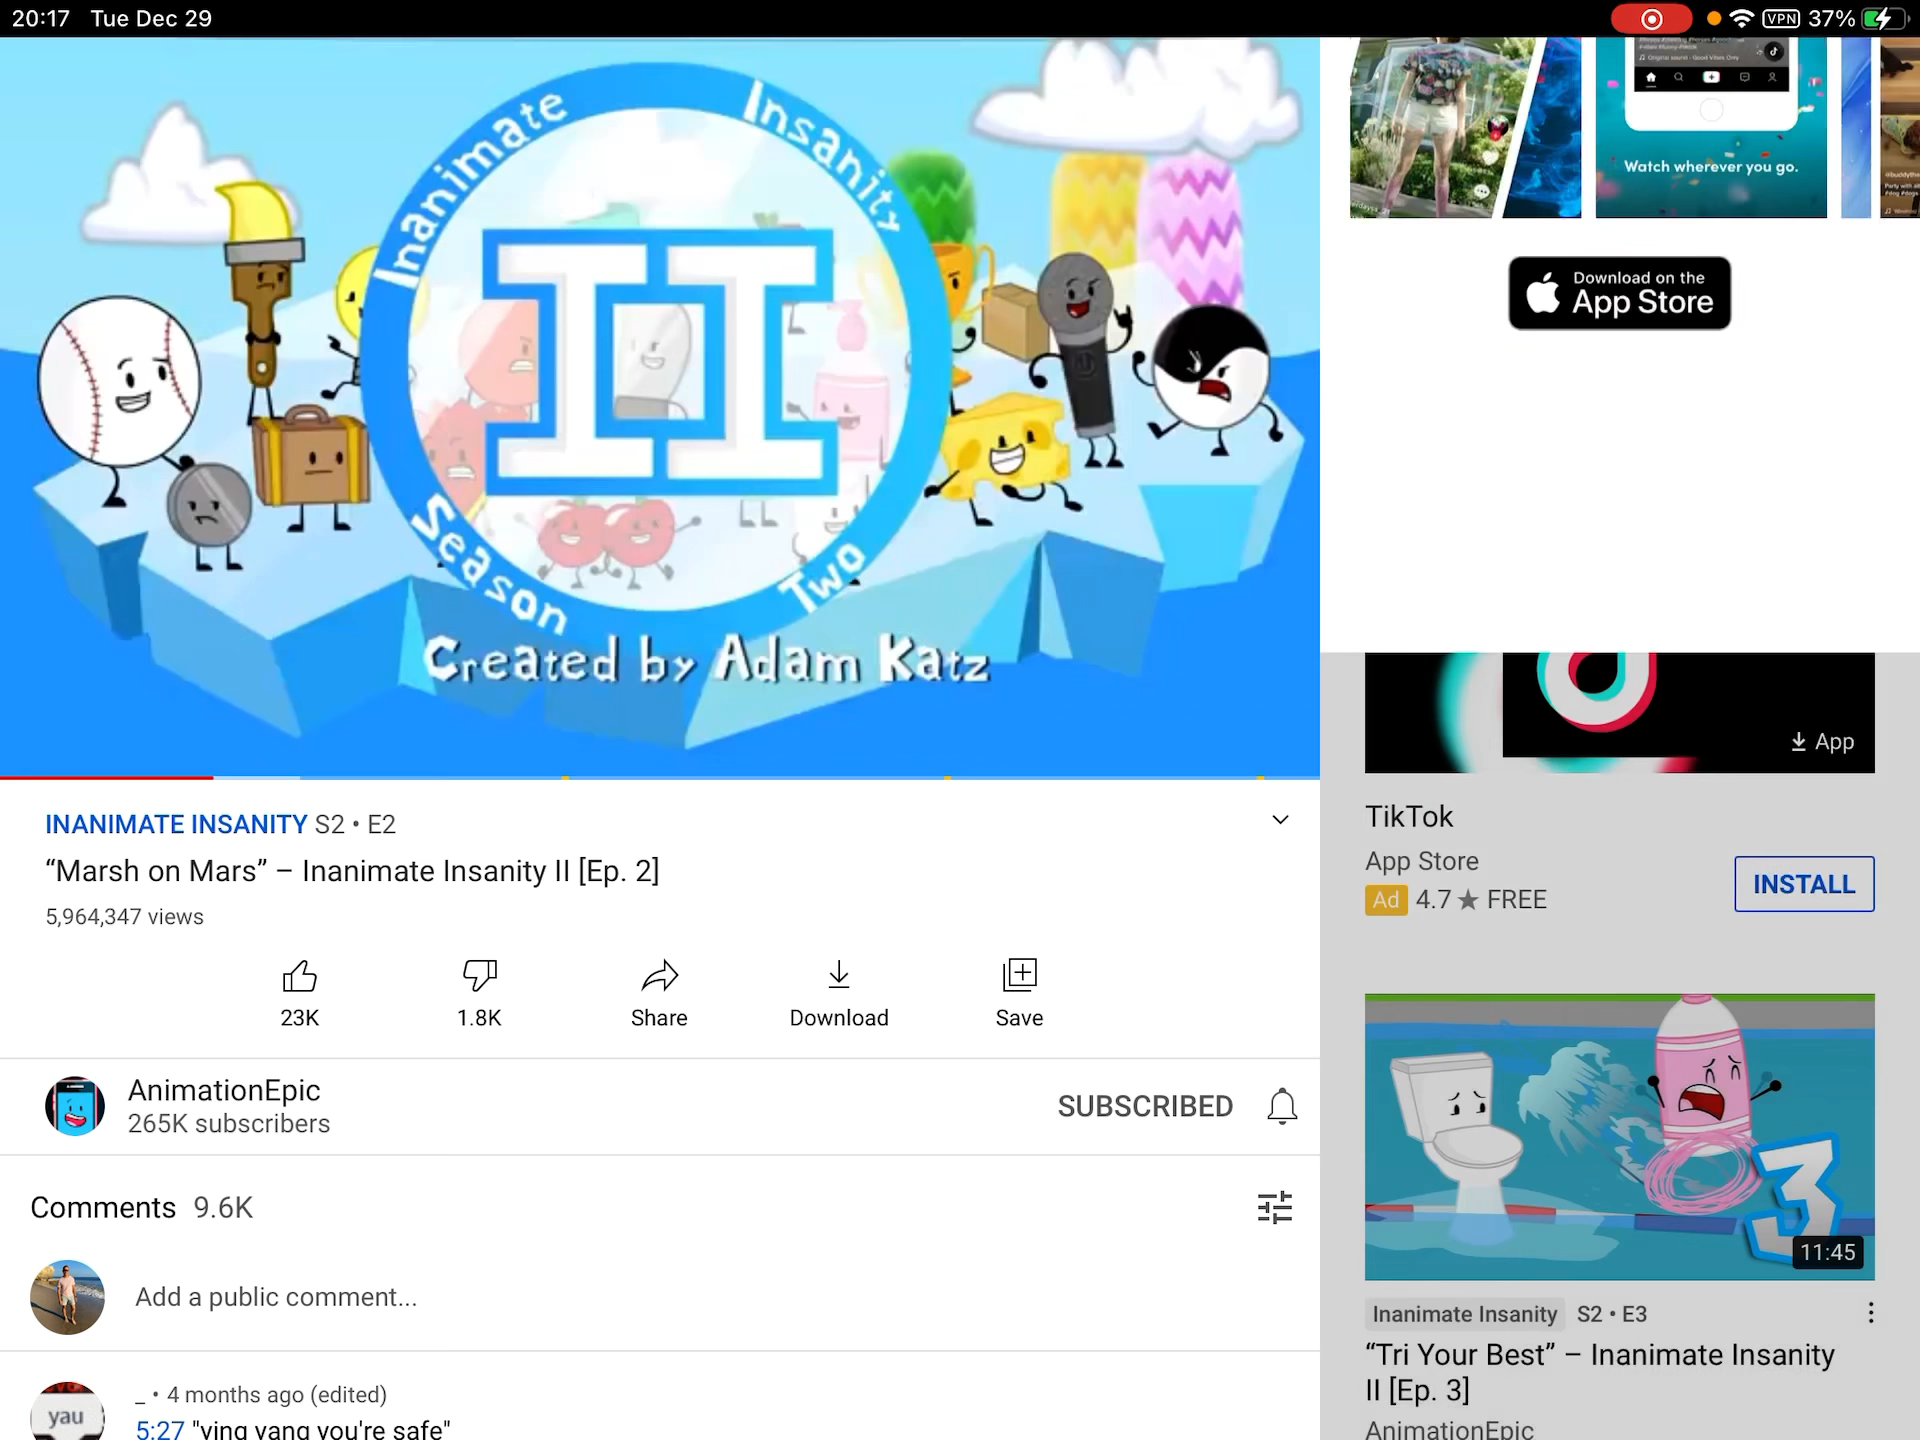 20:17 Tue Dec 29
VPN 37%
Inanimate Insanity
II
Season Two
Created by Adam Katz
Watch wherever you go.
Download on the
App Store
App
TikTok
App Store
Ad 4.7 ★ FREE
INSTALL
INANIMATE INSANITY S2 • E2
“Marsh on Mars” – Inanimate Insanity II [Ep. 2]
5,964,347 views
23K
1.8K
Share
Download
Save
AnimationEpic
265K subscribers
SUBSCRIBED
Comments 9.6K
Add a public comment...
_ • 4 months ago (edited)
yau
5:27 "ying yang you're safe"
3
11:45
Inanimate Insanity S2 • E3
“Tri Your Best” – Inanimate Insanity
II [Ep. 3]
AnimationEpic